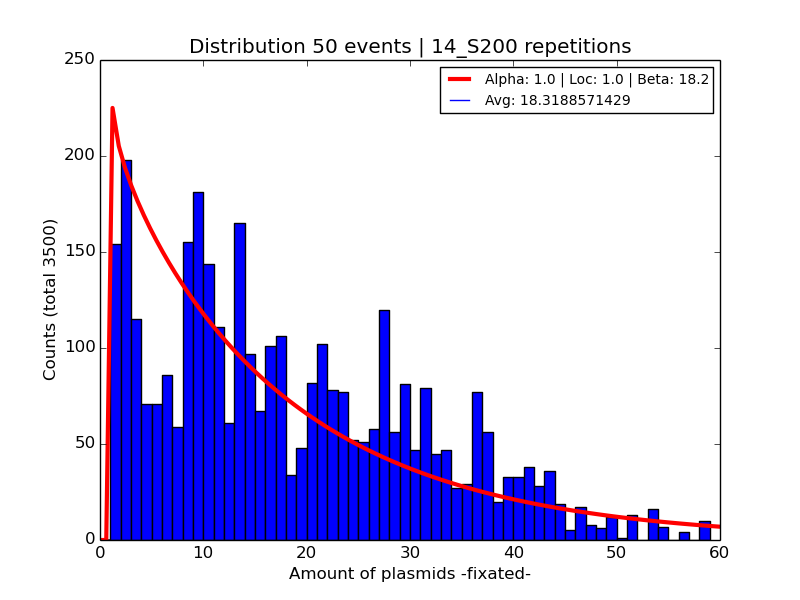 Distribution 50 events | 14_S200 repetitions
Alpha: 1.0 | Loc: 1.0 | Beta: 18.2
Avg: 18.3188571429
250
200
150
100
50
0
Counts (total 3500)
0 10 20 30 40 50 60
Amount of plasmids -fixated-